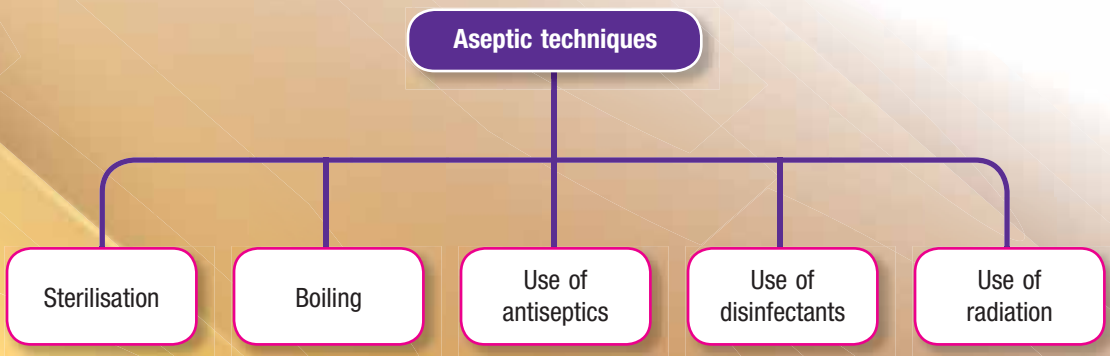 Aseptic techniques
Sterilisation
Boiling
Use of
antiseptics
Use of
disinfectants
Use of
radiation